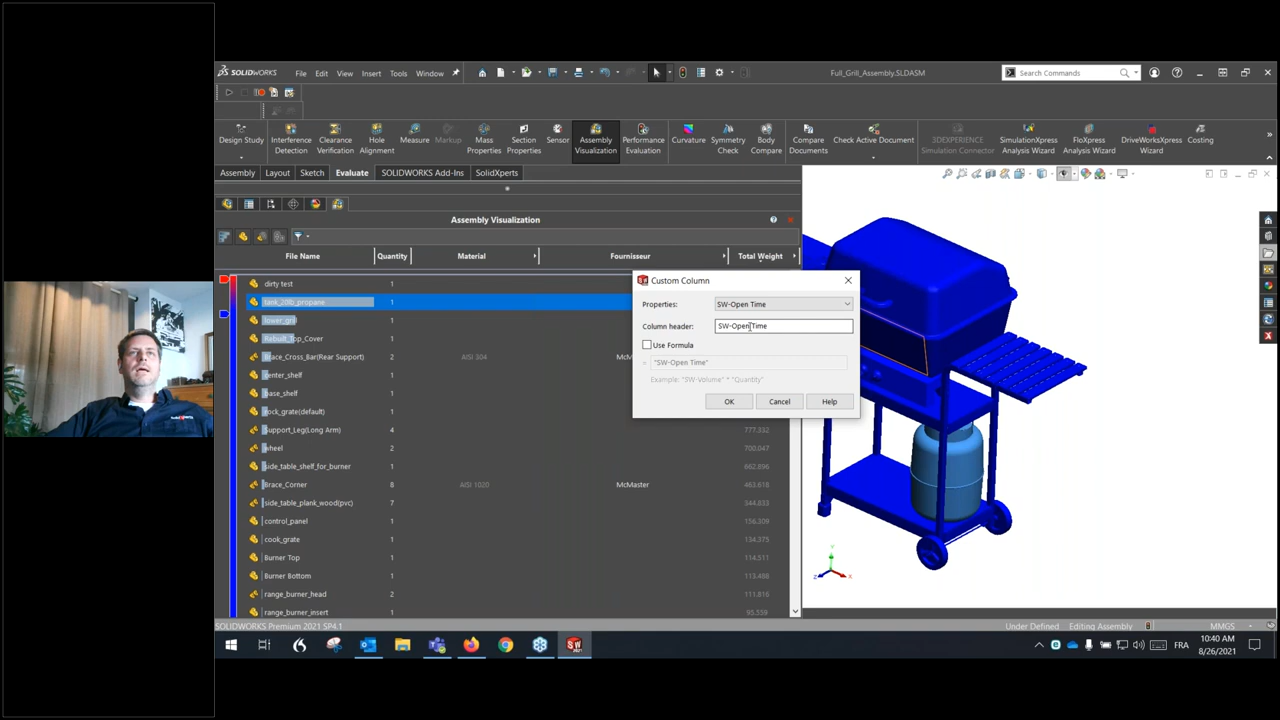 SOLIDWORKS File Edit View Insert Tools Window Full_Grill_Assembly.SLDASM Search Commands
Design Study
Interference Detection
Clearance Verification
Hole Alignment
Measure
Markup
Mass Properties
Section Properties
Sensor
Assembly Visualization
Performance Evaluation
Curvature
Symmetry Check
Body Compare
Compare Documents
Check Active Document
3DEXPERIENCE Simulation Connector
SimulationXpress Analysis Wizard
FloXpress Analysis Wizard
DriveWorksXpress Wizard
Costing
Assembly Layout Sketch Evaluate SOLIDWORKS Add-Ins SolidXperts
Assembly Visualization
File Name Quantity Material Fournisseur Total Weight
dirty test 1
tank_20lb_propane 1
lower_grill 1
Rebuilt_Top_Cover 1
Brace_Cross_Bar(Rear Support) 2 AISI 304
center_shelf 1
base_shelf 1
rock_grate(default) 1
Support_Leg(Long Arm) 4 777.332
wheel 2 700.047
side_table_shelf_for_burner 1 662.896
Brace_Corner 8 AISI 1020 McMaster 463.618
side_table_plank_wood(pvc) 7 344.833
control_panel 1 156.309
cook_grate 1 134.375
Burner Top 1 114.511
Burner Bottom 1 113.488
range_burner_head 2 111.816
range_burner_insert 1 95.359
Custom Column
Properties: SW-Open Time
Column header: SW-Open Time
Use Formula
= "SW-Open Time"
Example: "SW-Volume" * "Quantity"
OK Cancel Help
SOLIDWORKS Premium 2021 SP4.1 Under Defined Editing Assembly MMGS
FRA
10:40 AM
8/26/2021